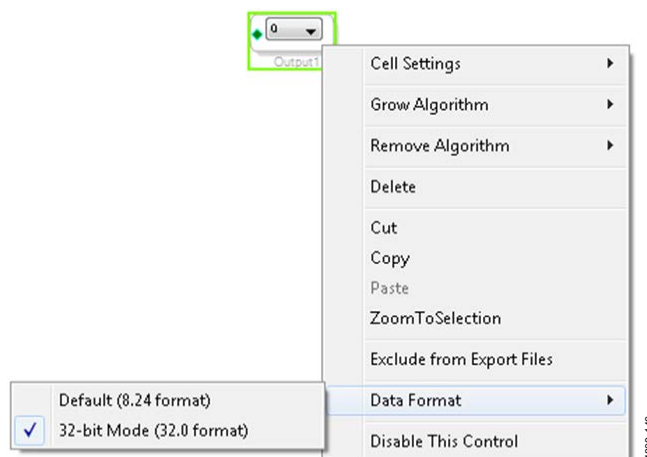 0
Output1
Cell Settings
Grow Algorithm
Remove Algorithm
Delete
Cut
Copy
Paste
ZoomToSelection
Exclude from Export Files
Data Format
Default (8.24 format)
32-bit Mode (32.0 format)
Disable This Control